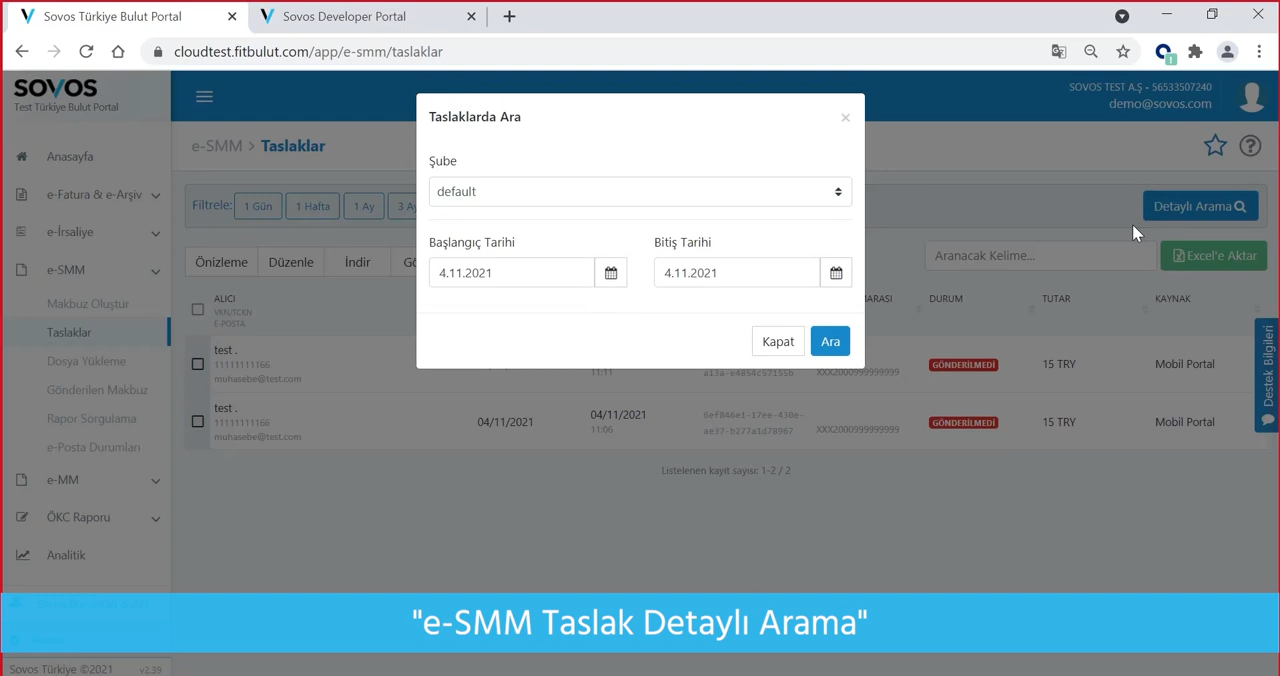 Sovos Türkiye Bulut Portal
Sovos Developer Portal
cloudtest.fitbulut.com/app/e-smm/taslaklar
SOVOS
Test Türkiye Bulut Portal
SOVOS TEST A.Ş - 56533507240
demo@sovos.com
Anasayfa
e-Fatura & e-Arşiv
e-İrsaliye
e-SMM
Makbuz Oluştur
Taslaklar
Dosya Yükleme
Gönderilen Makbuz
Rapor Sorgulama
e-Posta Durumları
e-MM
ÖKC Raporu
Analitik
Sovos Türkiye ©2021 v2.39
e-SMM > Taslaklar
Filtrele: 1 Gün 1 Hafta 1 Ay
Detaylı Arama
Önizleme Düzenle İndir
Aranacak Kelime...
Excel'e Aktar
ALICI
VKN/TCKN
E-POSTA
DURUM TUTAR KAYNAK
test .
11111111166
muhasebe@test.com
11:11
a13a-e4854c57155b
XXX2000999999999
GÖNDERİLMEDİ
15 TRY
Mobil Portal
test .
11111111166
muhasebe@test.com
04/11/2021
04/11/2021
11:06
6ef846e1-17ee-430e-
ae37-b277a1d78967
XXX2000999999999
GÖNDERİLMEDİ
15 TRY
Mobil Portal
Listelenen kayıt sayısı: 1-2 / 2
Destek Bilgileri
Taslaklarda Ara
×
Şube
default
Başlangıç Tarihi
4.11.2021
Bitiş Tarihi
4.11.2021
Kapat
Ara
"e-SMM Taslak Detaylı Arama"